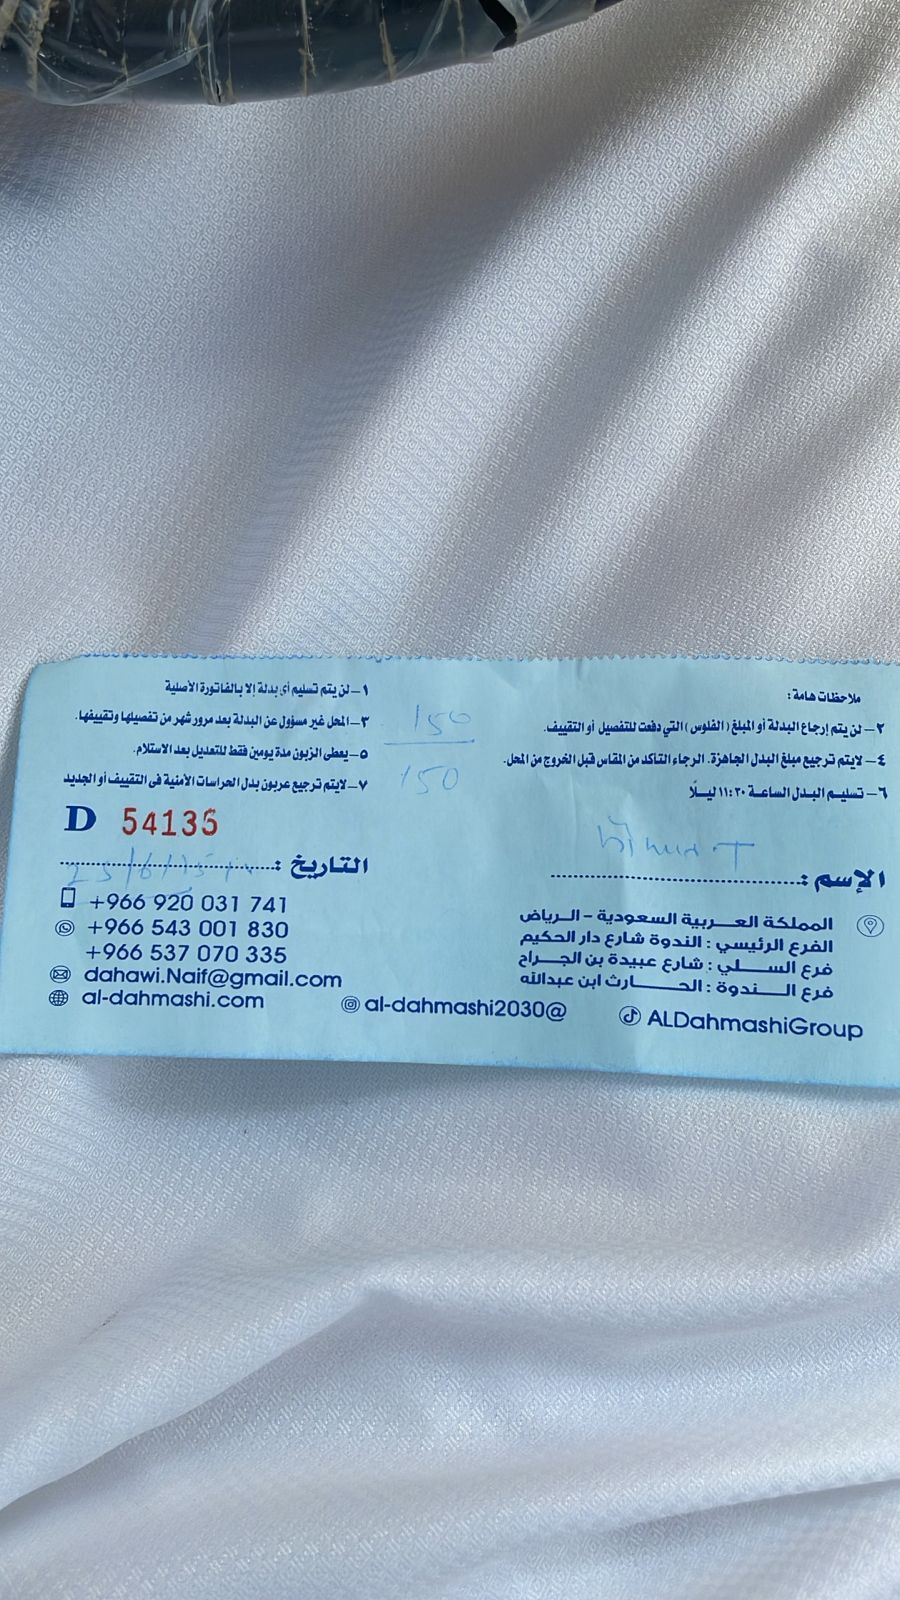 ملاحظات هامة :
١- لن يتم تسليم أي بدلة إلا بالفاتورة الأصلية
٢- لن يتم إرجاع البدلة أو المبلغ ( الفلوس ) التي دفعت للتفصيل أو التقييف.
٣- المحل غير مسؤول عن البدلة بعد مرور شهر من تفصيلها وتقييفها.
٤- لايتم ترجيع مبلغ البدل الجاهزة. الرجاء التأكد من المقاس قبل الخروج من المحل.
٥- يعطى الزبون مدة يومين فقط للتعديل بعد الاستلام.
٦- تسليم البدل الساعة ١١:٣٠ ليلاً
٧- لايتم ترجيع عربون بدل الحراسات الأمنية في التقييف أو الجديد
150
150
D 54135
الإسم :
التاريخ :
المملكة العربية السعودية - الرياض
الفرع الرئيسي : الندوة شارع دار الحكيم
فرع السلي : شارع عبيدة بن الجراح
فرع الندوة : الحارث ابن عبدالله
+966 920 031 741
+966 543 001 830
+966 537 070 335
dahawi.Naif@gmail.com
al-dahmashi.com
al-dahmashi2030@
ALDahmashiGroup